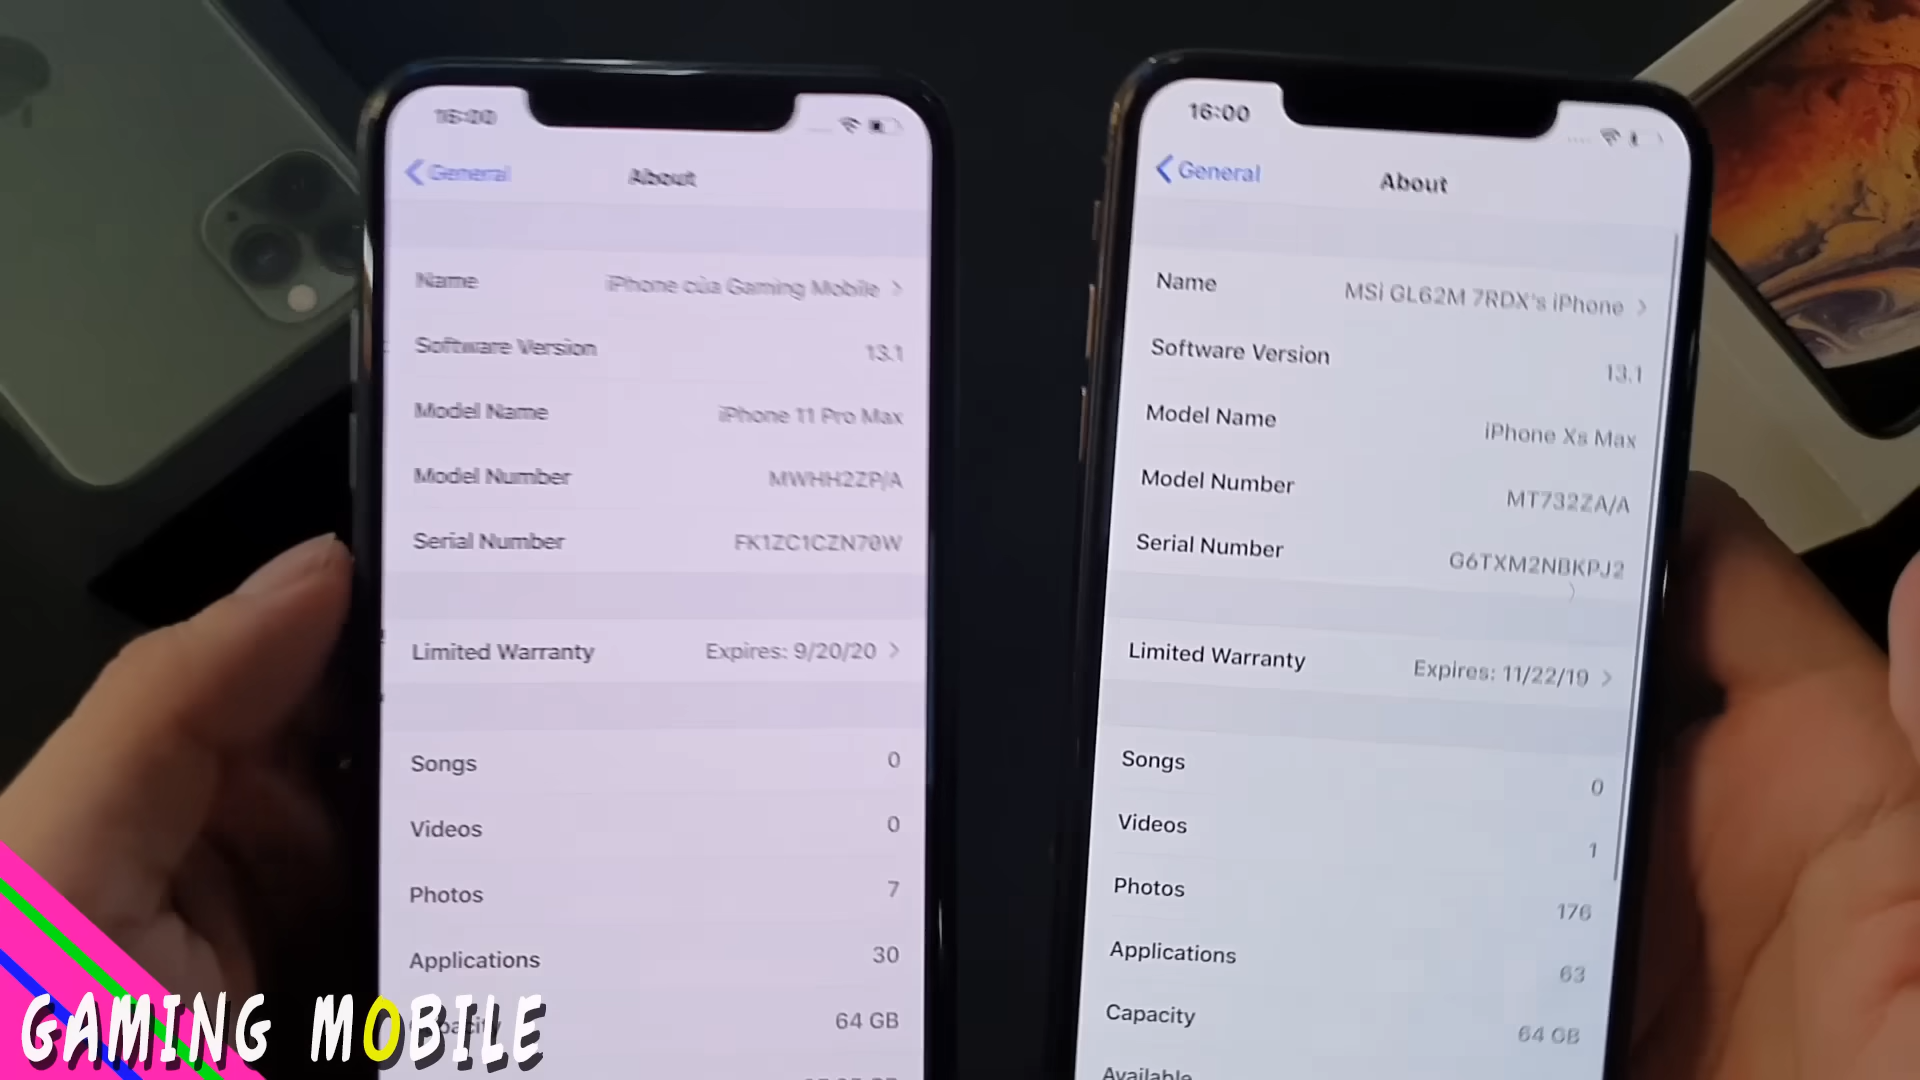 16:00
General
About
Name
iPhone của Gaming Mobile
Software Version
13.1
Model Name
iPhone 11 Pro Max
Model Number
MWHH2ZP/A
Serial Number
FK1ZC1CZN70W
Limited Warranty
Expires: 9/20/20
Songs
0
Videos
0
Photos
7
Applications
30
64 GB
16:00
General
About
Name
MSI GL62M 7RDX's iPhone
Software Version
13.1
Model Name
iPhone Xs Max
Model Number
MT732ZA/A
Serial Number
G6TXM2NBKPJ2
Limited Warranty
Expires: 11/22/19
Songs
0
Videos
1
Photos
176
Applications
63
Capacity
64 GB
Available
GAMING MOBILE